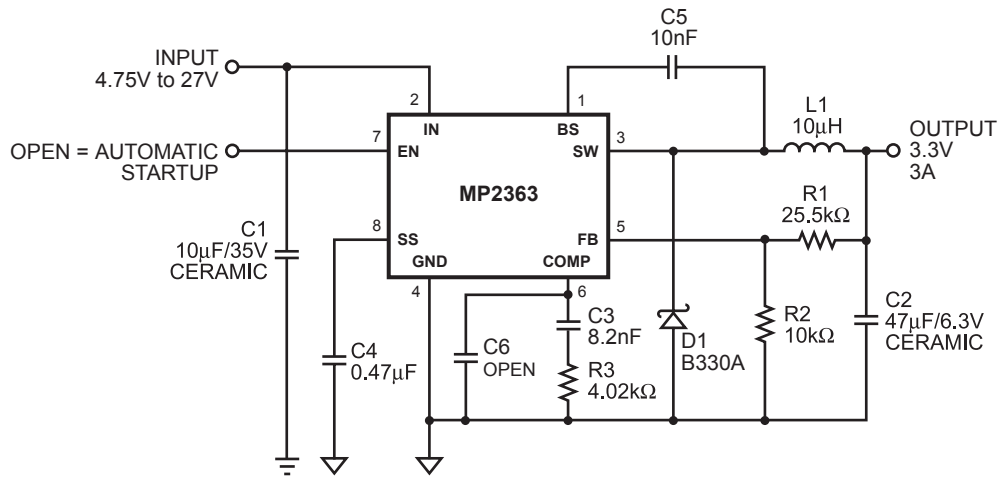 INPUT
4.75V to 27V
OPEN = AUTOMATIC
STARTUP
C5
10nF
2
1
IN
BS
7
EN
3
SW
L1
10µH
OUTPUT
3.3V
3A
MP2363
R1
25.5kΩ
C1
10µF/35V
CERAMIC
8
SS
5
FB
GND
COMP
4
6
C4
0.47µF
C6
OPEN
C3
8.2nF
R3
4.02kΩ
D1
B330A
R2
10kΩ
C2
47µF/6.3V
CERAMIC